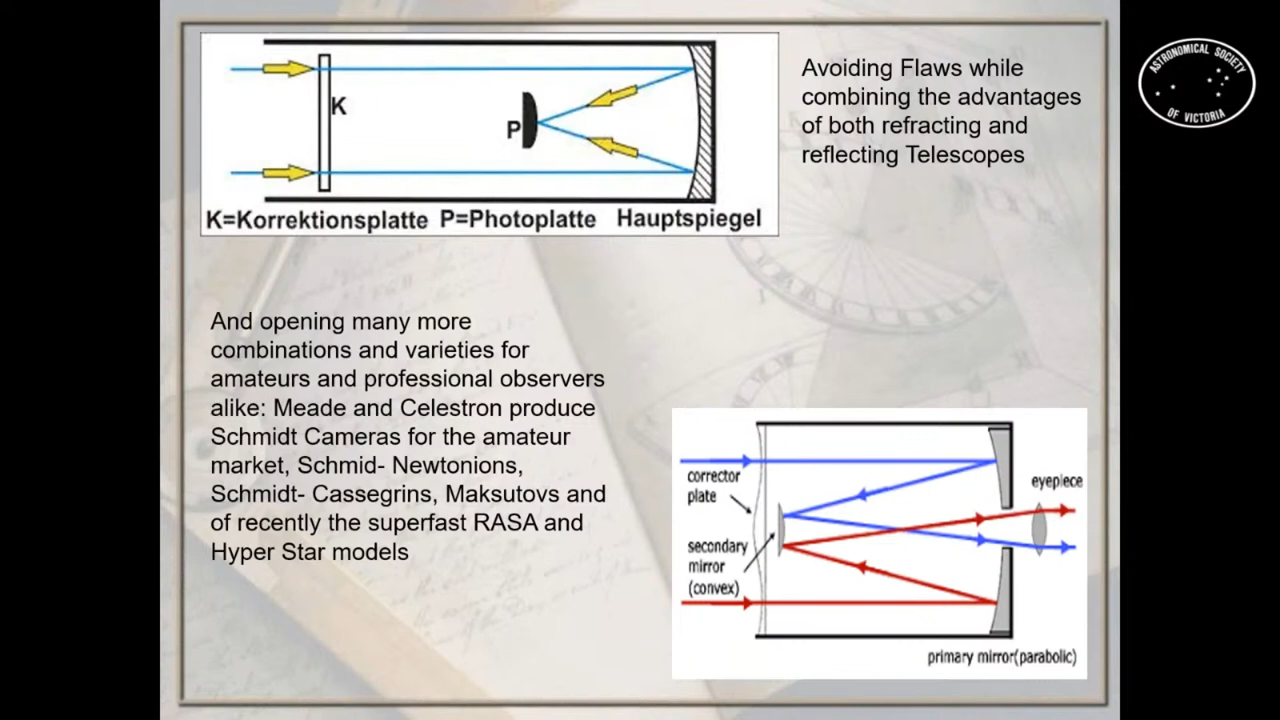 K
P
K=Korrektionsplatte P=Photoplatte Hauptspiegel
Avoiding Flaws while
combining the advantages
of both refracting and
reflecting Telescopes
ASTRONOMICAL SOCIETY
OF VICTORIA
And opening many more
combinations and varieties for
amateurs and professional observers
alike: Meade and Celestron produce
Schmidt Cameras for the amateur
market, Schmid- Newtonions,
Schmidt- Cassegrins, Maksutovs and
of recently the superfast RASA and
Hyper Star models
corrector
plate
secondary
mirror
(convex)
eyepiece
primary mirror(parabolic)